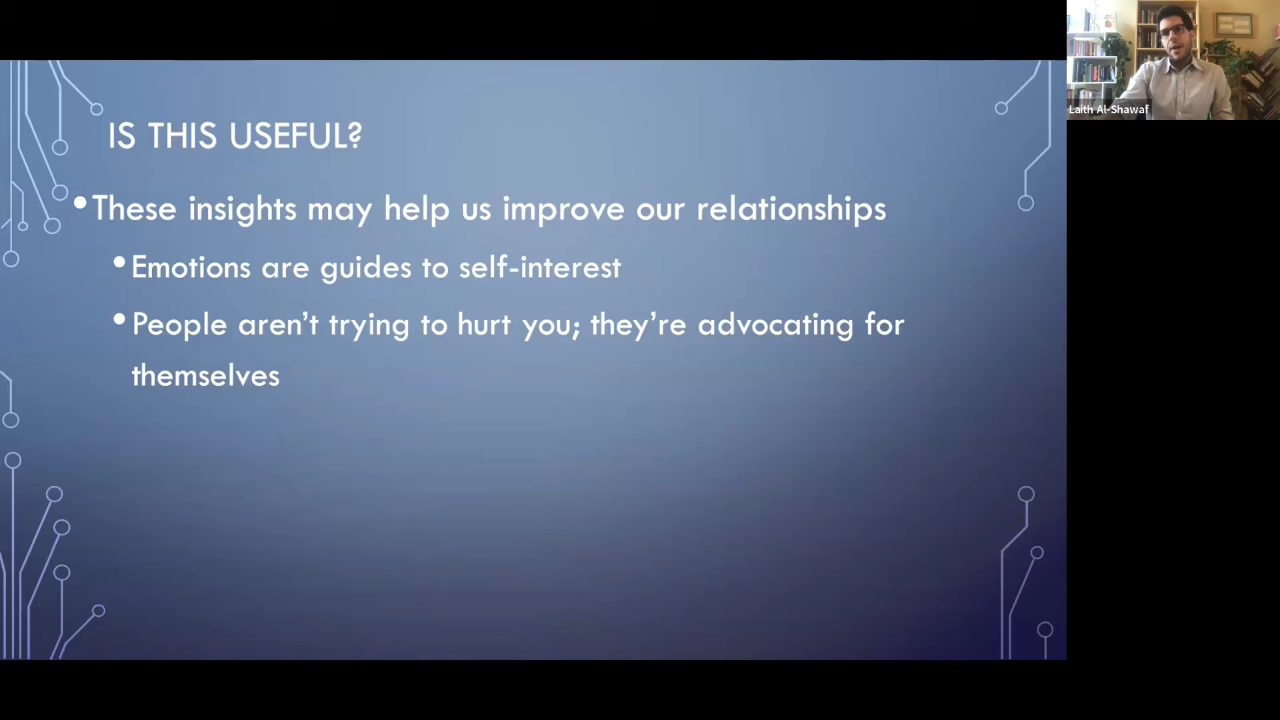 IS THIS USEFUL?
•These insights may help us improve our relationships
•Emotions are guides to self-interest
•People aren't trying to hurt you; they're advocating for
themselves
Laith Al-Shawaf